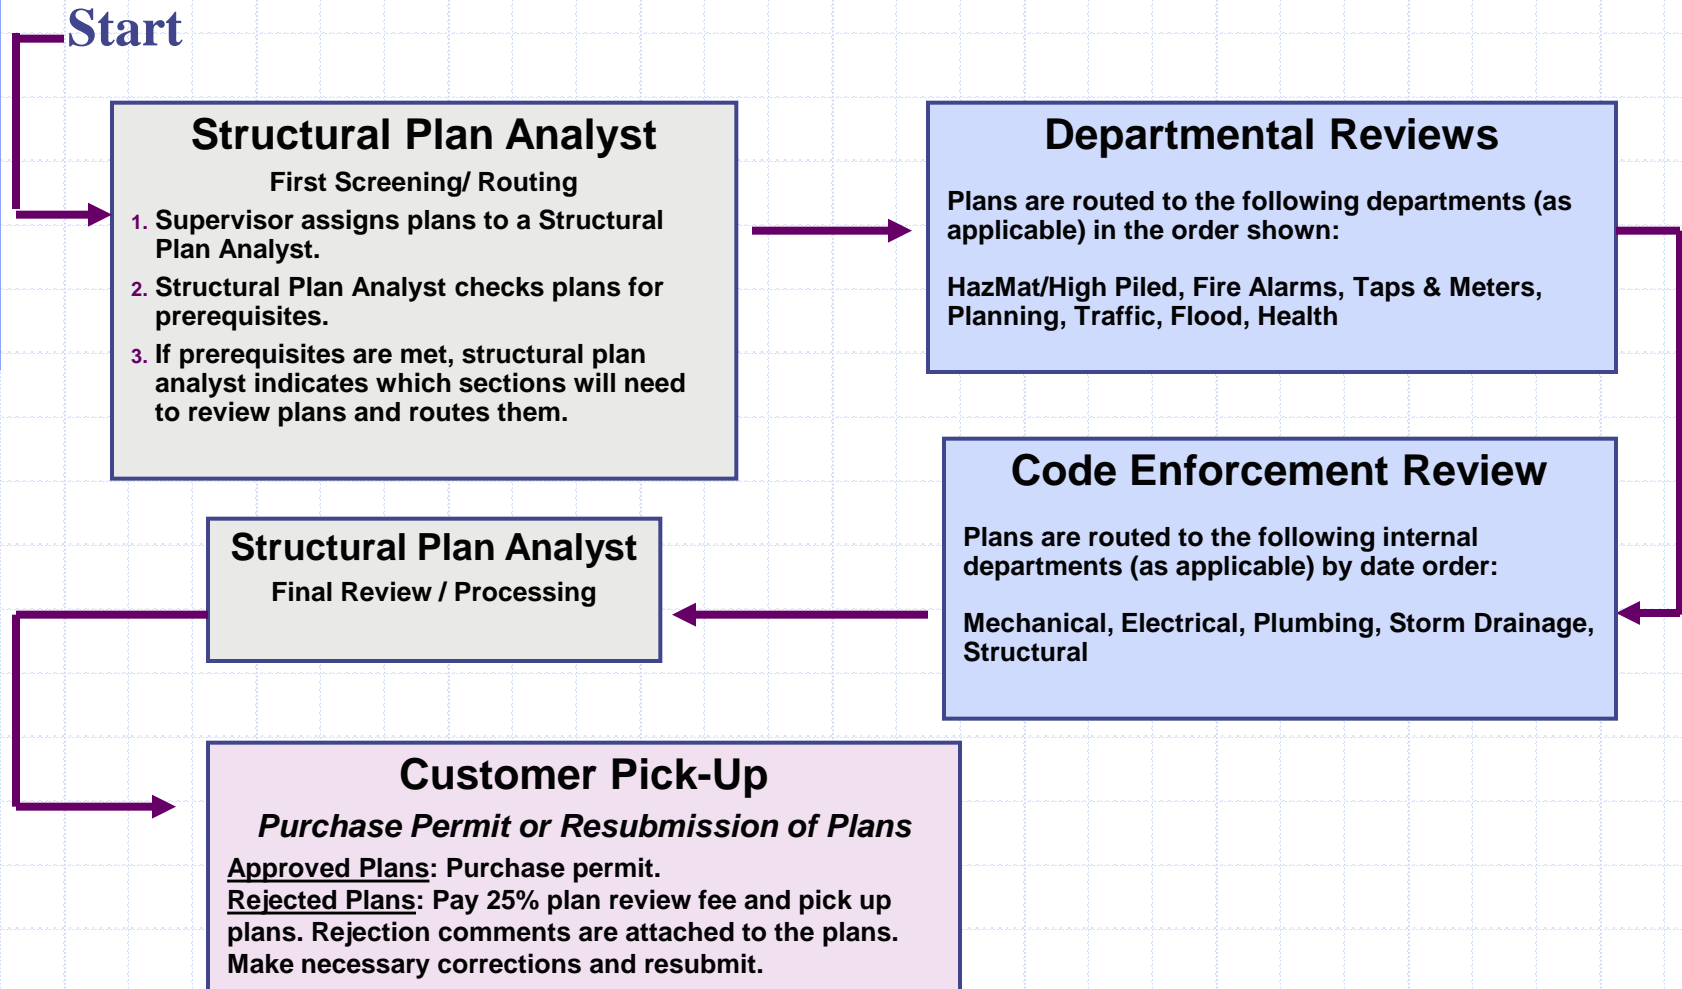 Start
Structural Plan Analyst
First Screening/ Routing
1. Supervisor assigns plans to a Structural
Plan Analyst.
2. Structural Plan Analyst checks plans for
prerequisites.
3. If prerequisites are met, structural plan
analyst indicates which sections will need
to review plans and routes them.
Departmental Reviews
Plans are routed to the following departments (as
applicable) in the order shown:
HazMat/High Piled, Fire Alarms, Taps & Meters,
Planning, Traffic, Flood, Health
Code Enforcement Review
Plans are routed to the following internal
departments (as applicable) by date order:
Mechanical, Electrical, Plumbing, Storm Drainage,
Structural
Structural Plan Analyst
Final Review / Processing
Customer Pick-Up
Purchase Permit or Resubmission of Plans
Approved Plans: Purchase permit.
Rejected Plans: Pay 25% plan review fee and pick up
plans. Rejection comments are attached to the plans.
Make necessary corrections and resubmit.